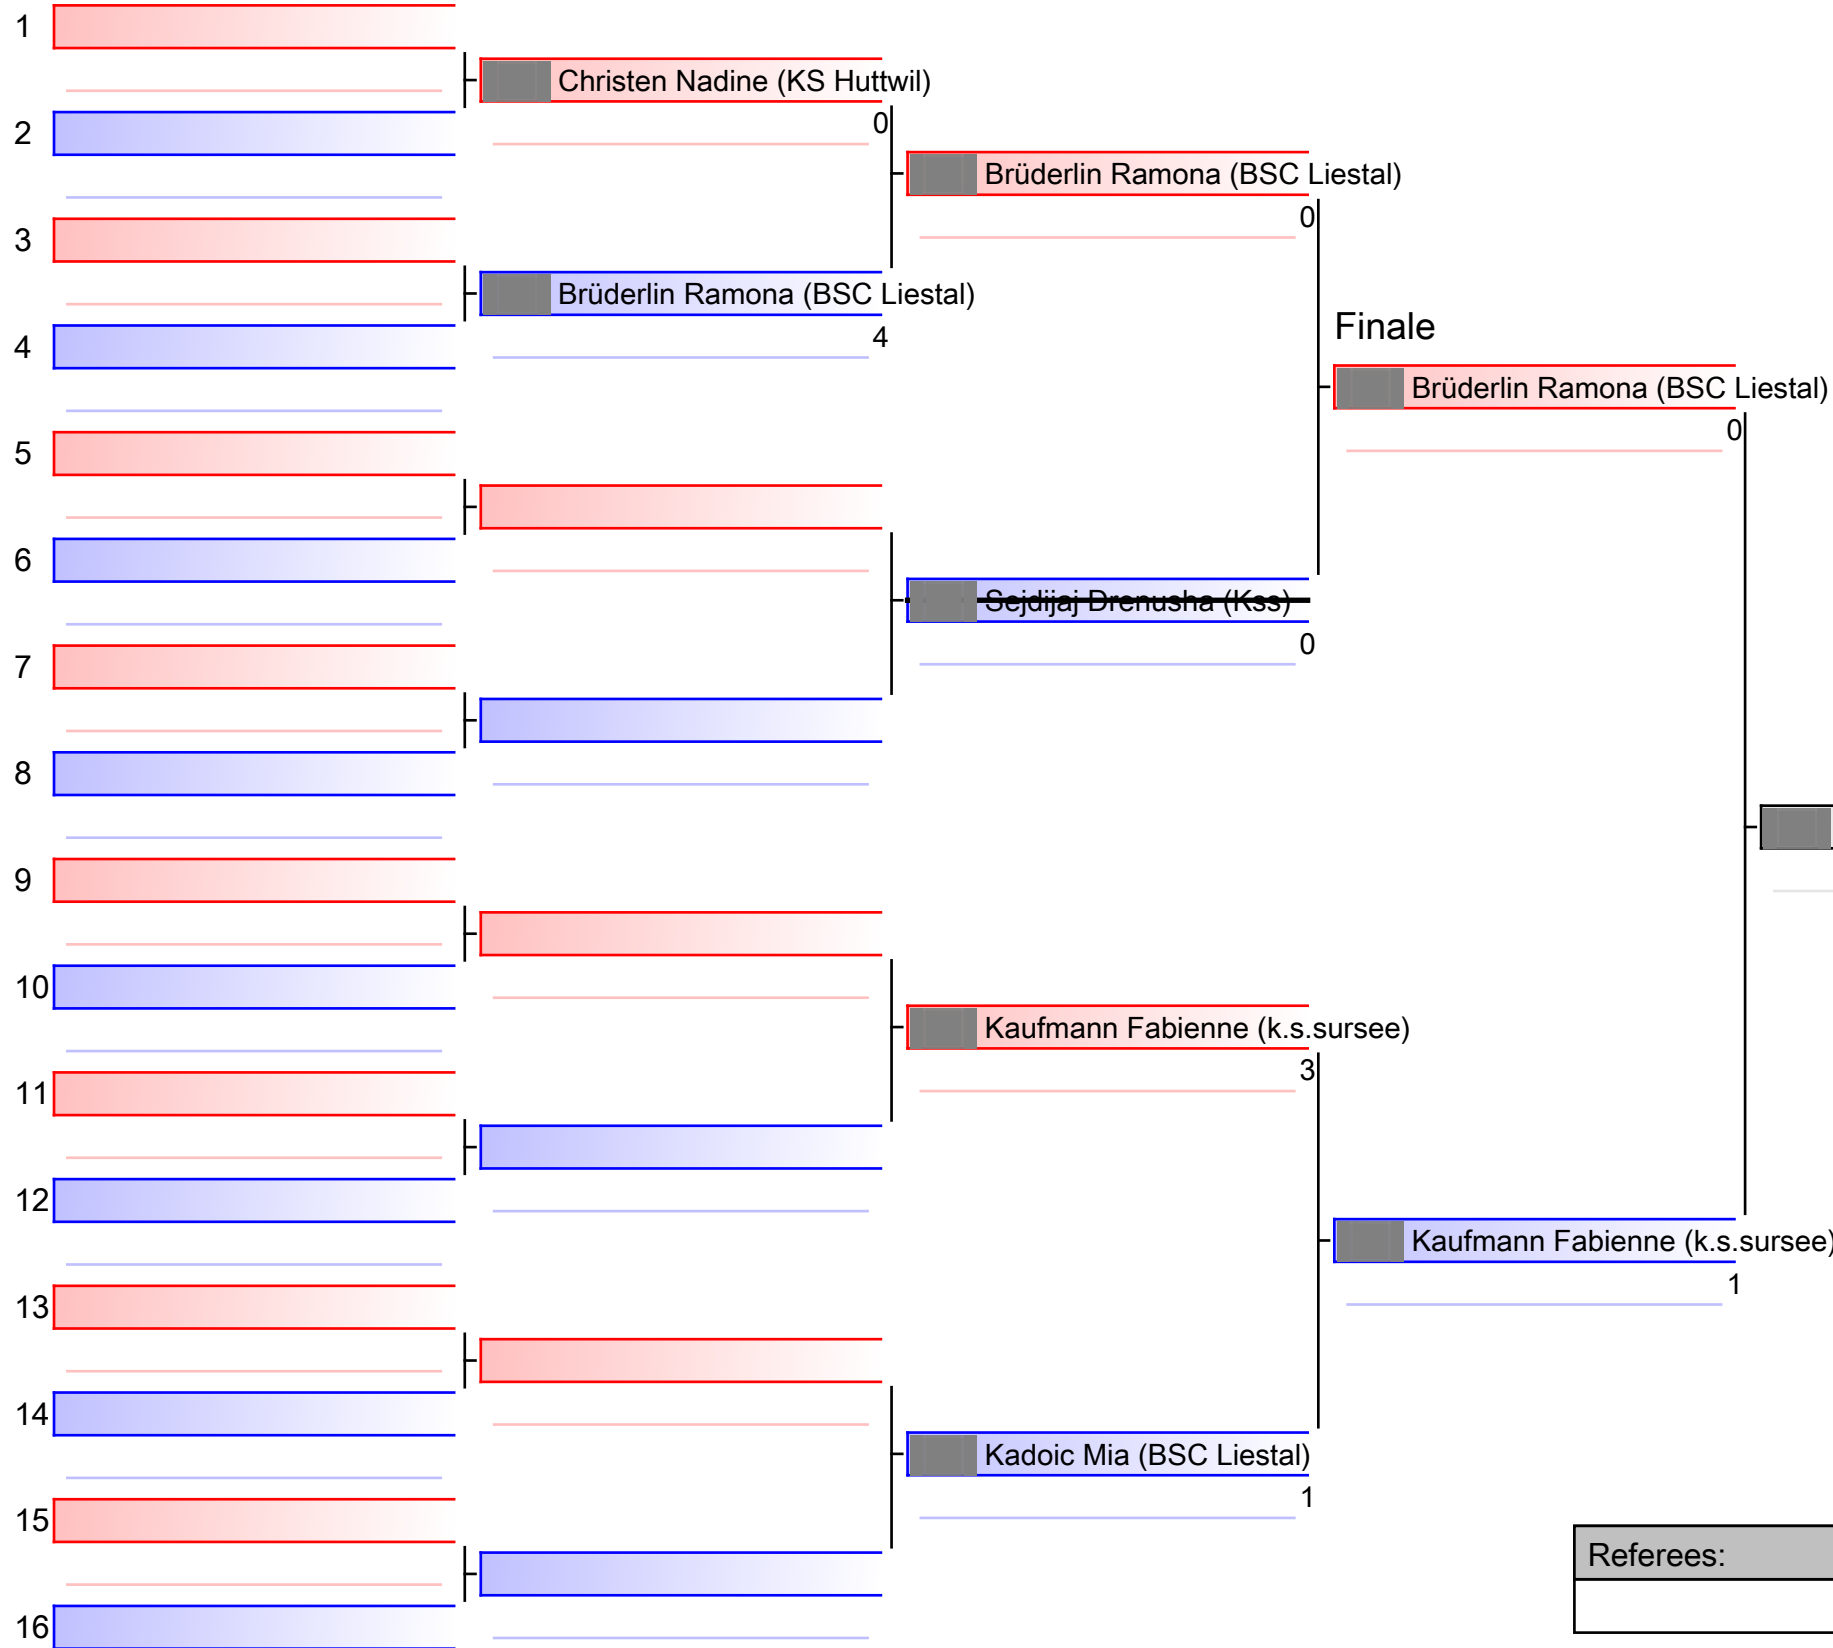 1
Christen Nadine (KS Huttwil)
0
2
Brüderlin Ramona (BSC Liestal)
0
3
Brüderlin Ramona (BSC Liestal)
4
4
Finale
Brüderlin Ramona (BSC Liestal)
0
5
6
Sejdijaj Drenusha (Kss)
0
7
8
9
10
Kaufmann Fabienne (k.s.sursee)
3
11
12
Kaufmann Fabienne (k.s.sursee)
1
13
14
Kadoic Mia (BSC Liestal)
1
15
Referees:
16